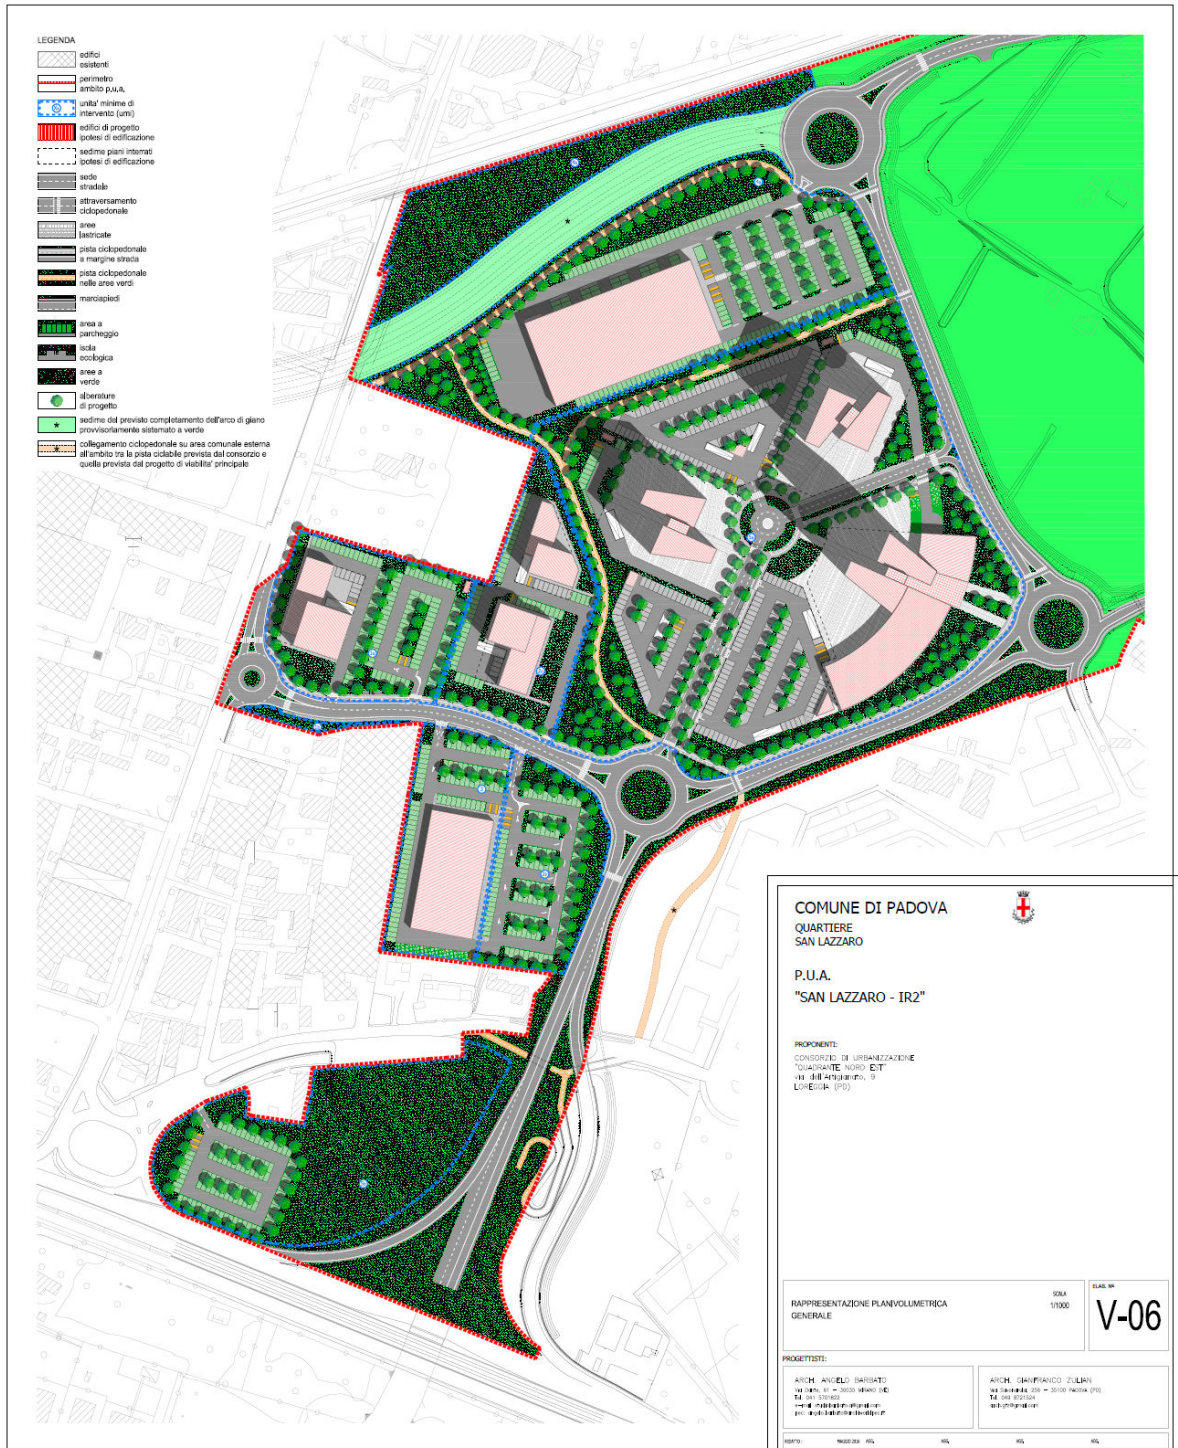 LEGENDA
edifici
esistenti
perimetro
ambito p.u.a.
unita' minime di
intervento (umi)
edifici di progetto
ipotesi di edificazione
sedime piani interrati
ipotesi di edificazione
sede
stradale
attraversamento
ciclopedonale
aree
lastricate
pista ciclopedonale
a margine strada
pista ciclopedonale
nelle aree verdi
marciapiedi
area a
parcheggio
isola
ecologica
aree a
verde
alberature
di progetto
sedime del previsto completamento dell'arco di giano
provvisoriamente sistemato a verde
collegamento ciclopedonale su area comunale esterna
all'ambito tra la pista ciclabile prevista dal consorzio e
quella prevista dal progetto di viabilita' principale
COMUNE DI PADOVA
QUARTIERE
SAN LAZZARO
P.U.A.
"SAN LAZZARO - IR2"
PROPONENTI:
CONSORZIO DI URBANIZZAZIONE
"QUADRANTE NORD EST"
via dell'Artigianato, 9
LOREGGIA (PD)
RAPPRESENTAZIONE PLANIVOLUMETRICA
GENERALE
SCALA
1/1000
ELAB. N°
V-06
PROGETTISTI:
ARCH. ANGELO BARBATO
ARCH. GIANFRANCO ZULIAN